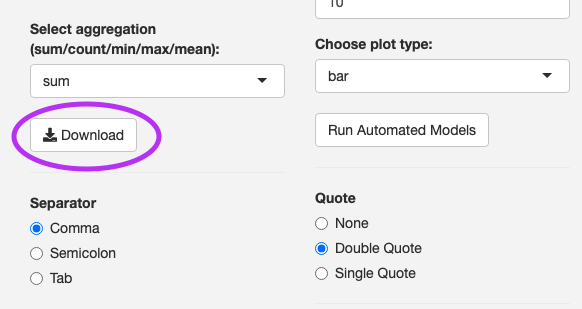 Select aggregation
(sum/count/min/max/mean):
sum
Download
Separator
Comma
Semicolon
Tab
10
Choose plot type:
bar
Run Automated Models
Quote
None
Double Quote
Single Quote